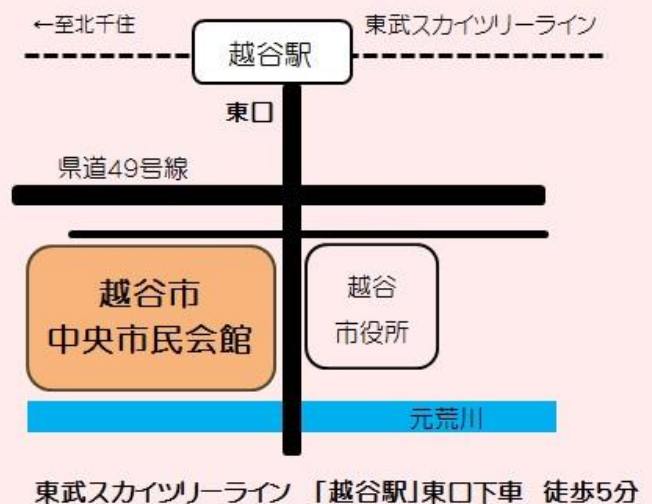 ←至北千住
東武スカイツリーライン
越谷駅
東口
県道49号線
越谷市
中央市民会館
越谷
市役所
元荒川
東武スカイツリーライン 「越谷駅」東口下車 徒歩5分